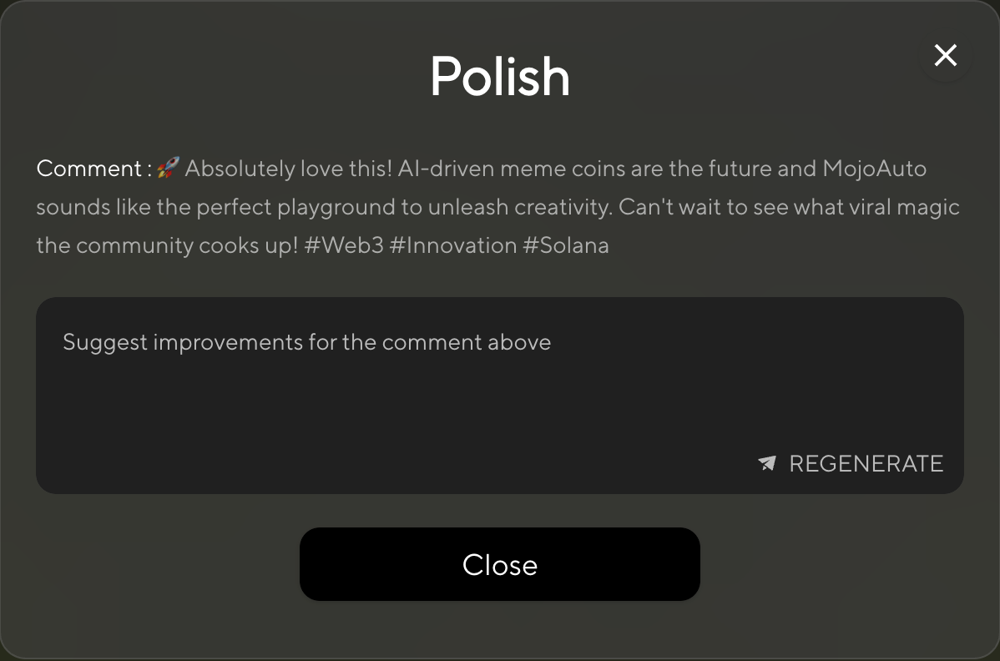 Polish
Comment : 🚀 Absolutely love this! AI-driven meme coins are the future and MojoAuto
sounds like the perfect playground to unleash creativity. Can't wait to see what viral magic
the community cooks up! #Web3 #Innovation #Solana
Suggest improvements for the comment above
REGENERATE
Close